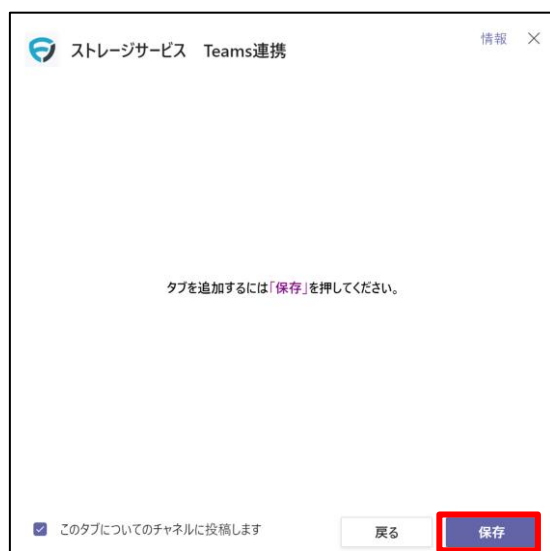 ストレージサービス Teams連携
情報
タブを追加するには「保存」を押してください。
このタブについてのチャネルに投稿します
戻る
保存